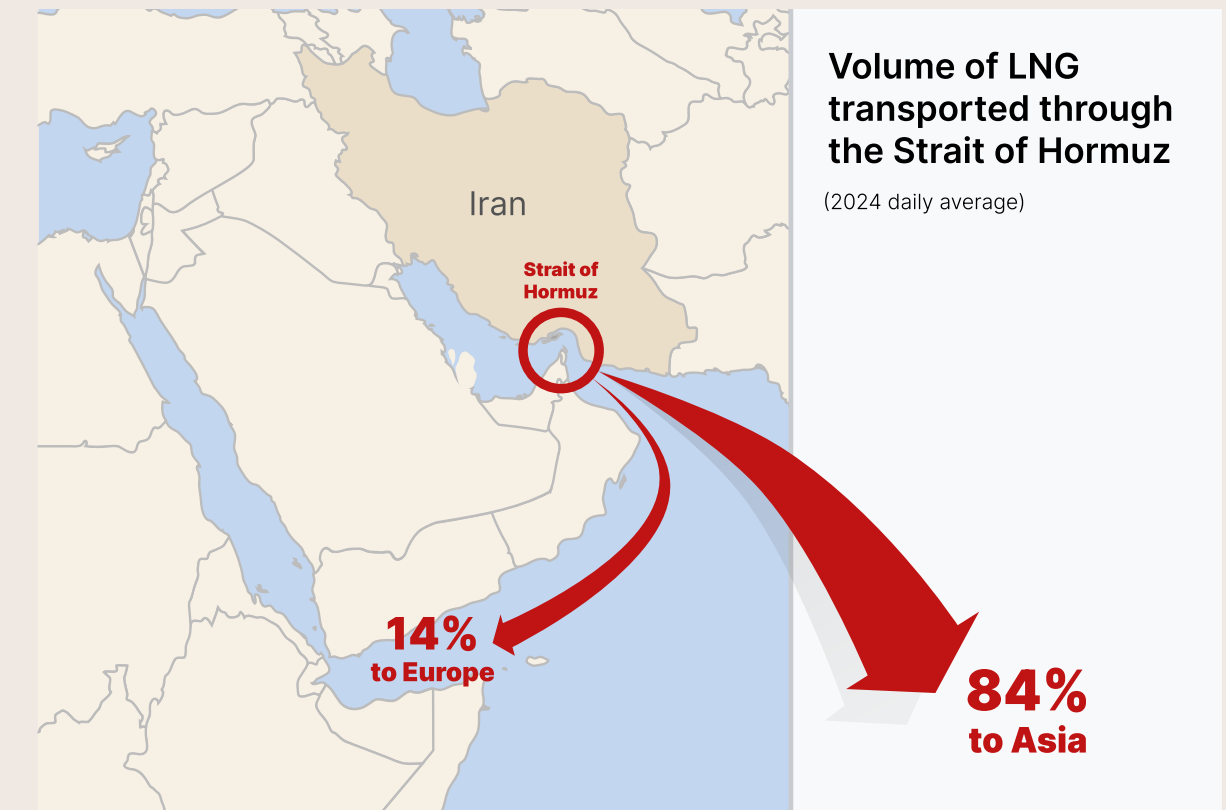 Volume of LNG
transported through
the Strait of Hormuz
(2024 daily average)
Iran
Strait of
Hormuz
14%
to Europe
84%
to Asia